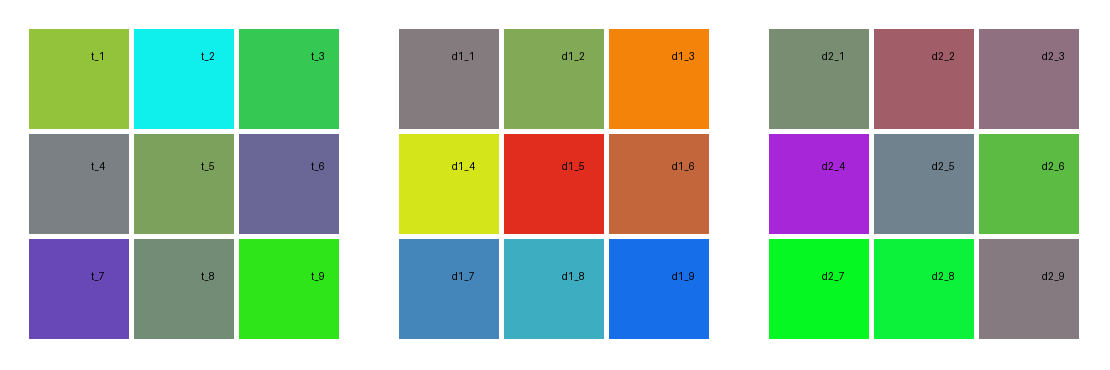 t_1 t_2 t_3 d1_1 d1_2 d1_3 d2_1 d2_2 d2_3
t_4 t_5 t_6 d1_4 d1_5 d1_6 d2_4 d2_5 d2_6
t_7 t_8 t_9 d1_7 d1_8 d1_9 d2_7 d2_8 d2_9